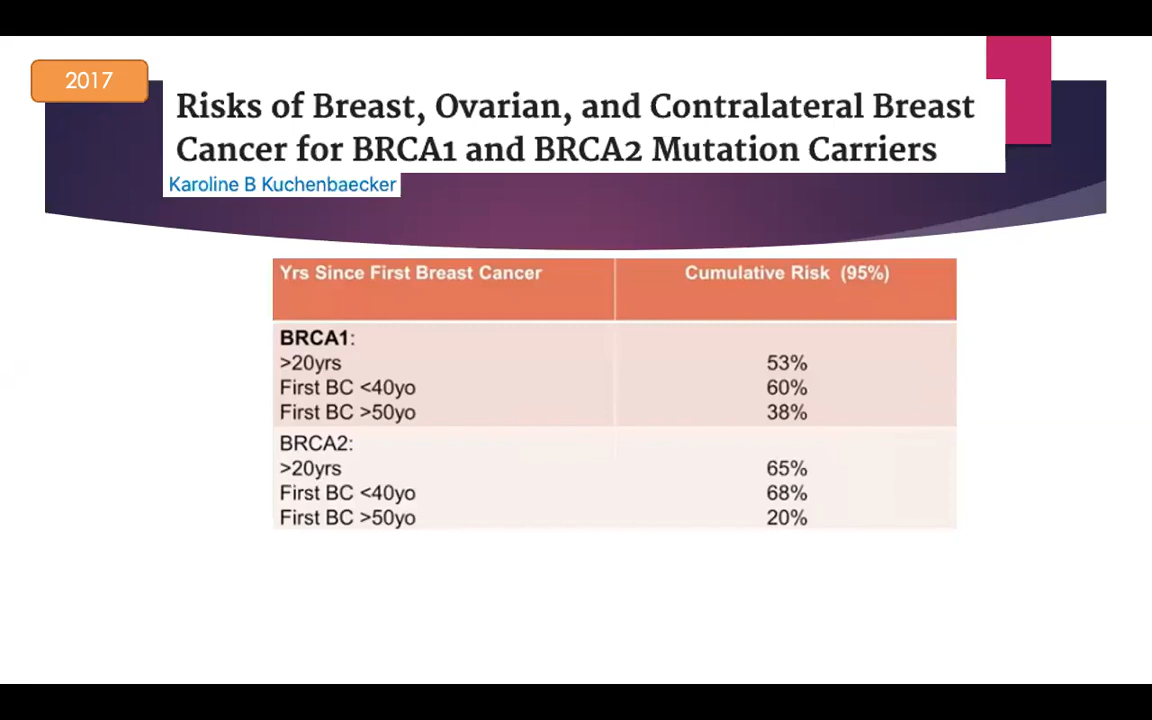 2017
Risks of Breast, Ovarian, and Contralateral Breast
Cancer for BRCA1 and BRCA2 Mutation Carriers
Karoline B Kuchenbaecker
Yrs Since First Breast Cancer Cumulative Risk (95%)
BRCA1:
>20yrs 53%
First BC <40yo 60%
First BC >50yo 38%
BRCA2:
>20yrs 65%
First BC <40yo 68%
First BC >50yo 20%